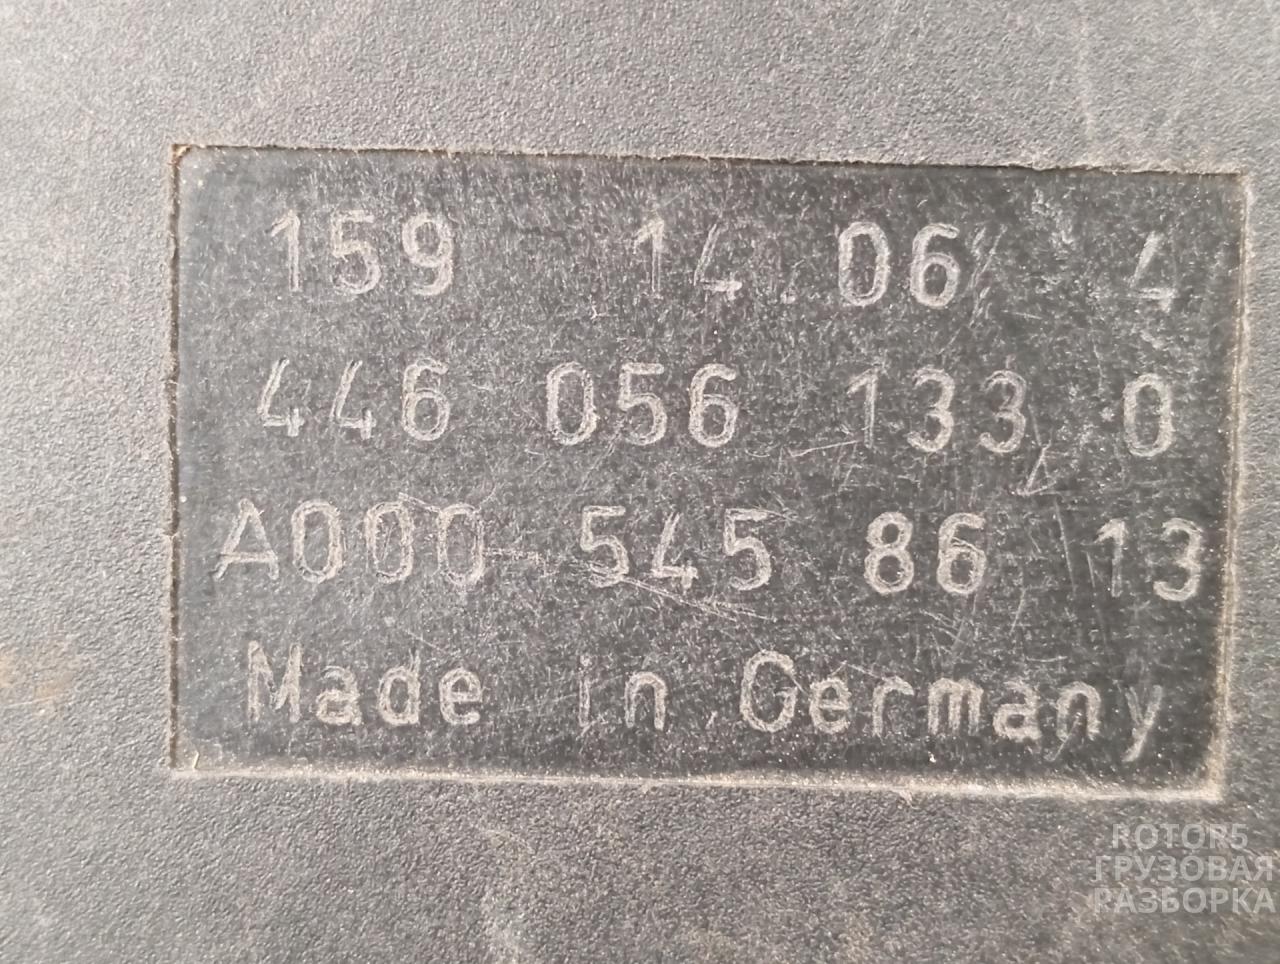 159 14.06 4
446 056 133 0
A000 545 86 13
Made in Germany
ROTOR5
ГРУЗОВАЯ
РАЗБОРКА